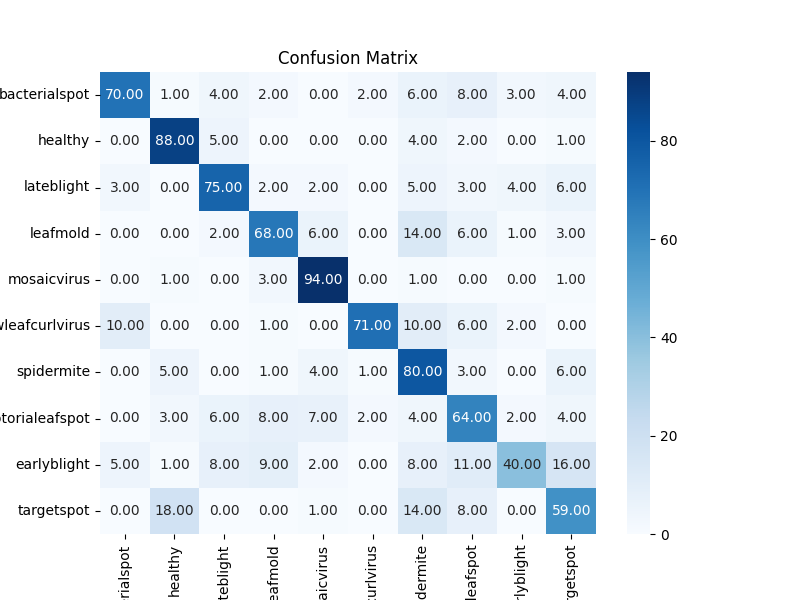 Confusion Matrix
bacterialspot 70.00 1.00 4.00 2.00 0.00 2.00 6.00 8.00 3.00 4.00
healthy 0.00 88.00 5.00 0.00 0.00 0.00 4.00 2.00 0.00 1.00
lateblight 3.00 0.00 75.00 2.00 2.00 0.00 5.00 3.00 4.00 6.00
leafmold 0.00 0.00 2.00 68.00 6.00 0.00 14.00 6.00 1.00 3.00
mosaicvirus 0.00 1.00 0.00 3.00 94.00 0.00 1.00 0.00 0.00 1.00
wleafcurlvirus 10.00 0.00 0.00 1.00 0.00 71.00 10.00 6.00 2.00 0.00
spidermite 0.00 5.00 0.00 1.00 4.00 1.00 80.00 3.00 0.00 6.00
torialeafspot 0.00 3.00 6.00 8.00 7.00 2.00 4.00 64.00 2.00 4.00
earlyblight 5.00 1.00 8.00 9.00 2.00 0.00 8.00 11.00 40.00 16.00
targetspot 0.00 18.00 0.00 0.00 1.00 0.00 14.00 8.00 0.00 59.00
rialspot healthy teblight eafmold aicvirus curlvirus dermite leafspot rlyblight rgetspot
80
60
40
20
0